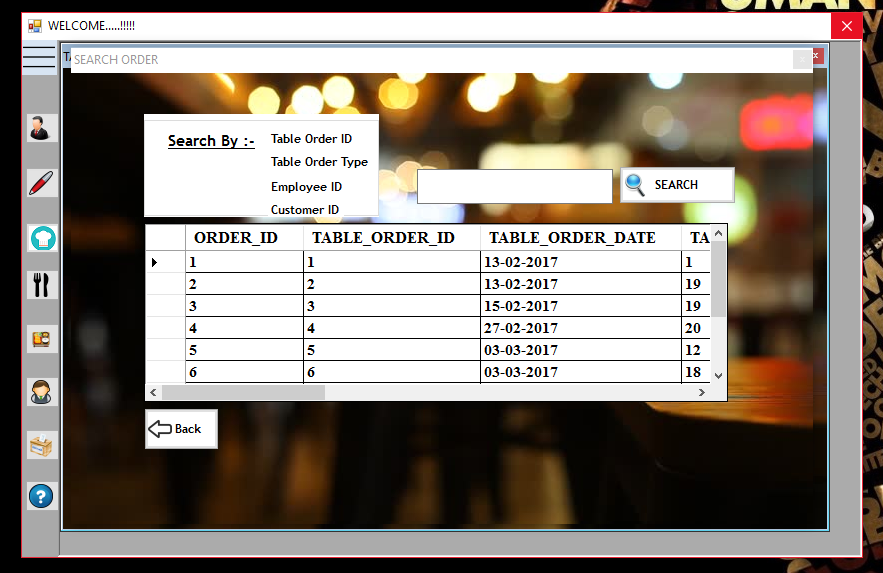 WELCOME.....!!!!!
SEARCH ORDER
Search By :-
Table Order ID
Table Order Type
Employee ID
Customer ID
SEARCH
ORDER_ID TABLE_ORDER_ID TABLE_ORDER_DATE TA
1 1 13-02-2017 1
2 2 13-02-2017 19
3 3 15-02-2017 19
4 4 27-02-2017 20
5 5 03-03-2017 12
6 6 03-03-2017 18
Back
?